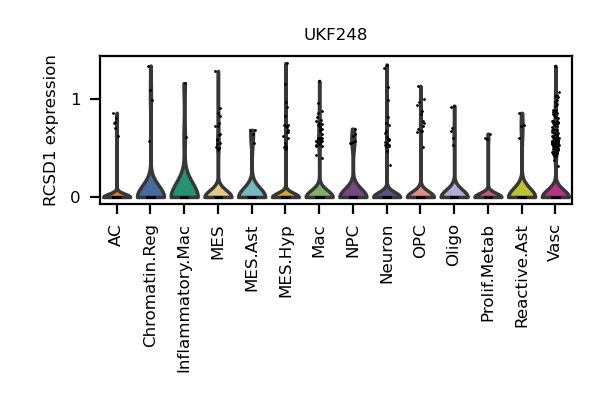 UKF248
RCSD1 expression
1
0
AC
Chromatin.Reg
Inflammatory.Mac
MES
MES.Ast
MES.Hyp
Mac
NPC
Neuron
OPC
Oligo
Prolif.Metab
Reactive.Ast
Vasc